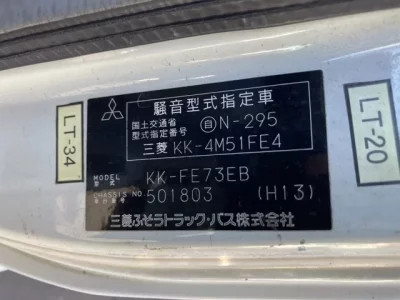 騒音型式指定車
国土交通省
型式指定番号 自 N-295
三菱 KK-4M51FE4
MODEL
型式 KK-FE73EB
CHASSIS NO
車台番号 501803 (H13)
三菱ふそうトラック・バス株式会社
LT-34
LT-20